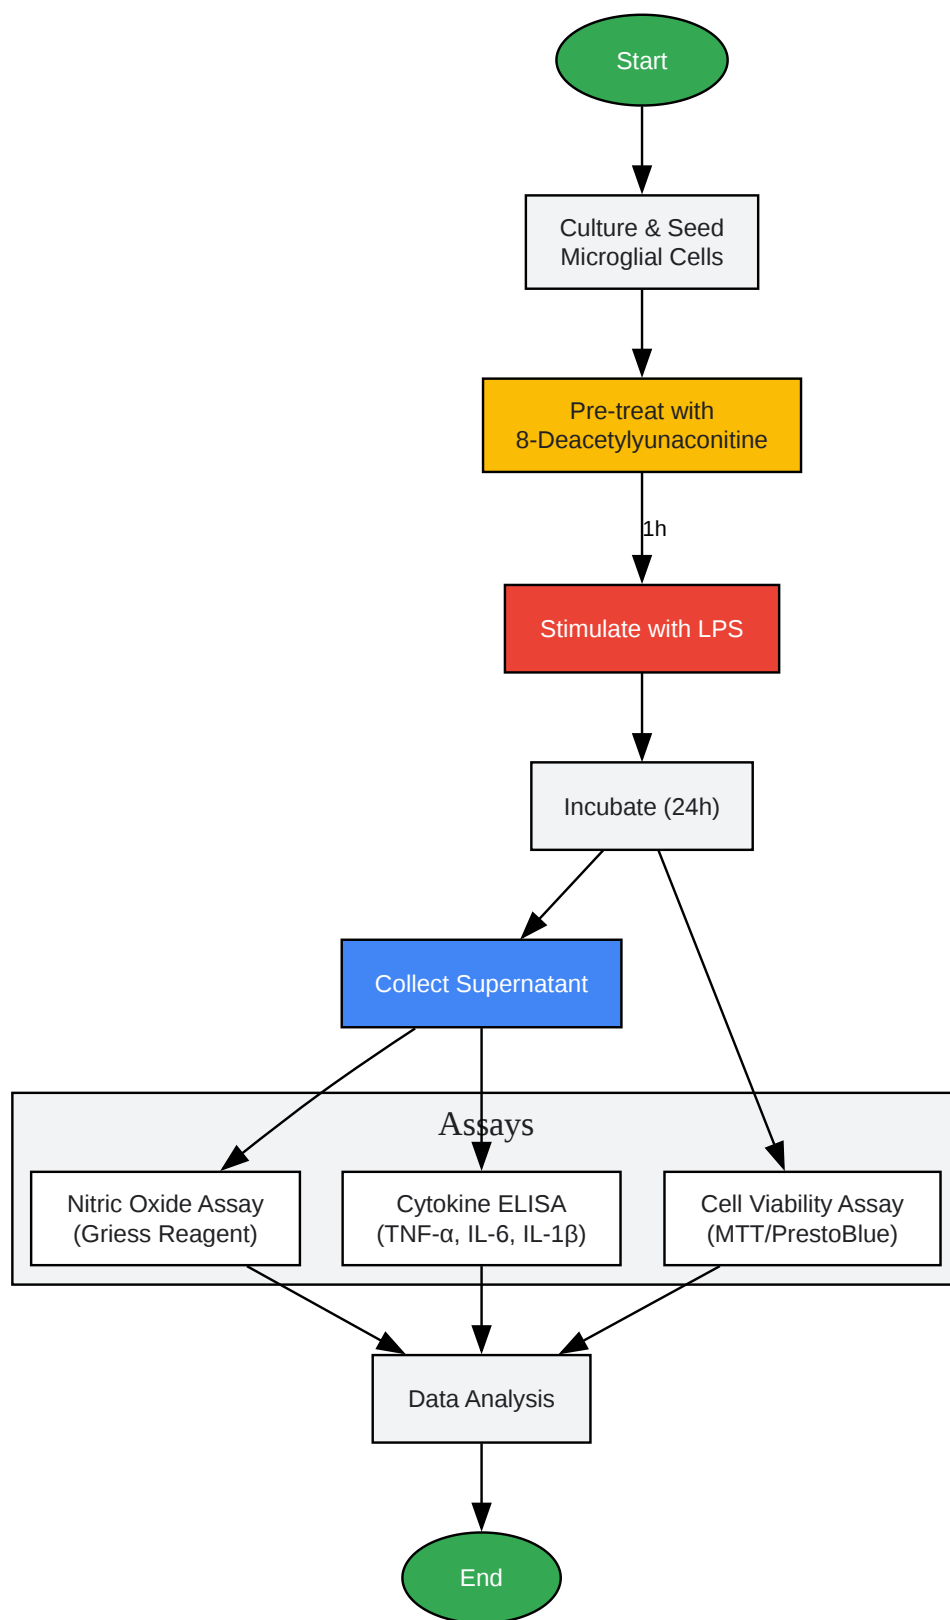 Start
Culture & Seed
Microglial Cells
Pre-treat with
8-Deacetylyunaconitine
1h
Stimulate with LPS
Incubate (24h)
Collect Supernatant
Assays
Nitric Oxide Assay
(Griess Reagent)
Cytokine ELISA
(TNF-α, IL-6, IL-1β)
Cell Viability Assay
(MTT/PrestoBlue)
Data Analysis
End